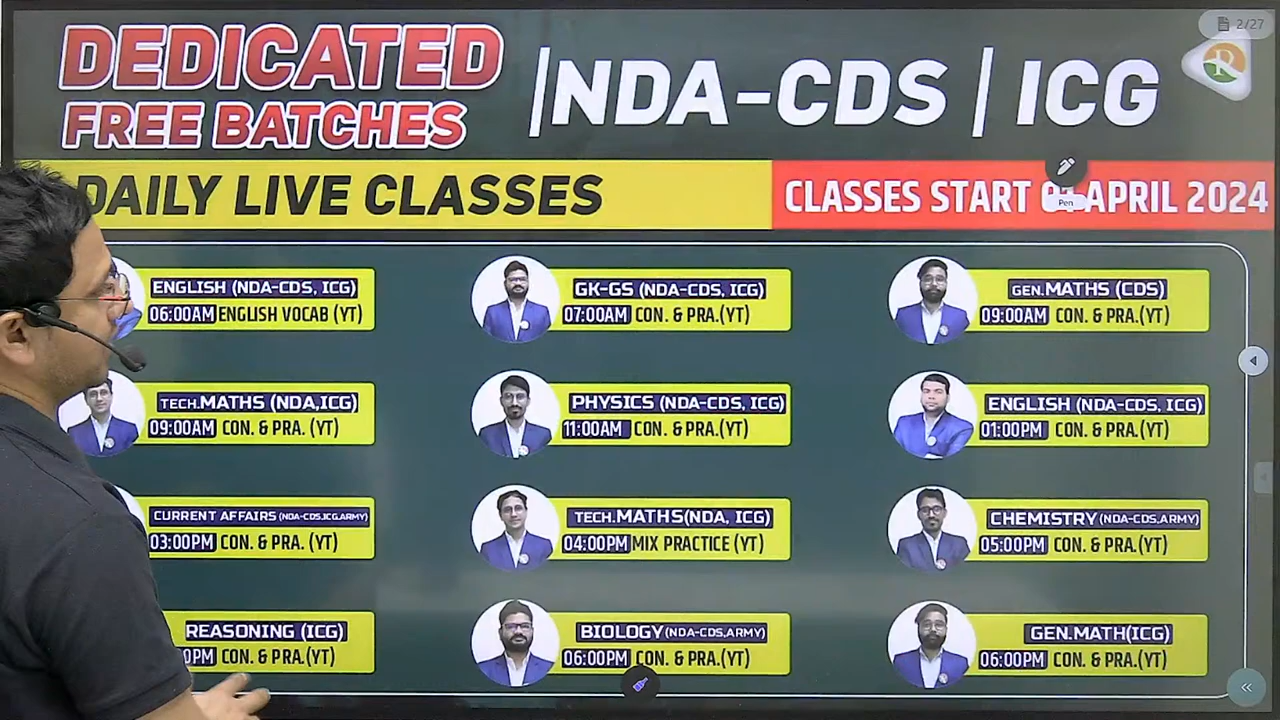 DEDICATED
FREE BATCHES
|NDA-CDS | ICG
2/27
DAILY LIVE CLASSES
CLASSES START APRIL 2024
Pen
ENGLISH (NDA-CDS, ICG)
06:00AM ENGLISH VOCAB (YT)
GK-GS (NDA-CDS, ICG)
07:00AM CON. & PRA.(YT)
GEN.MATHS (CDS)
09:00AM CON. & PRA.(YT)
TECH.MATHS (NDA,ICG)
09:00AM CON. & PRA. (YT)
PHYSICS (NDA-CDS, ICG)
11:00AM CON. & PRA.(YT)
ENGLISH (NDA-CDS, ICG)
01:00PM CON. & PRA.(YT)
CURRENT AFFAIRS (NDA-CDS,ICG,ARMY)
03:00PM CON. & PRA. (YT)
TECH.MATHS(NDA, ICG)
04:00PM MIX PRACTICE (YT)
CHEMISTRY (NDA-CDS,ARMY)
05:00PM CON. & PRA.(YT)
REASONING (ICG)
0PM CON. & PRA.(YT)
BIOLOGY (NDA-CDS,ARMY)
06:00PM CON. & PRA.(YT)
GEN.MATH(ICG)
06:00PM CON. & PRA.(YT)